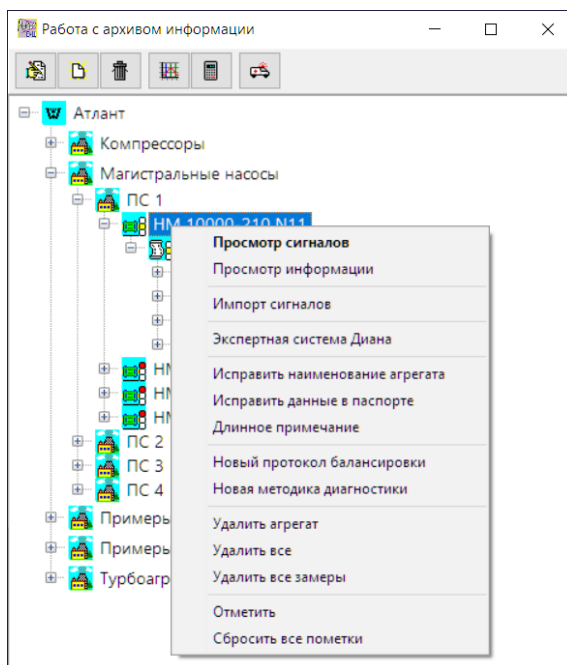 Работа с архивом информации
Атлант
Компрессоры
Магистральные насосы
ПС 1
НМ 10000-210 N11
Просмотр сигналов
Просмотр информации
Импорт сигналов
Экспертная система Диана
Исправить наименование агрегата
Исправить данные в паспорте
Длинное примечание
ПС 2
Новый протокол балансировки
ПС 3
Новая методика диагностики
ПС 4
Примеры
Удалить агрегат
Примеры
Удалить все
Турбоагр
Удалить все замеры
Отметить
Сбросить все пометки